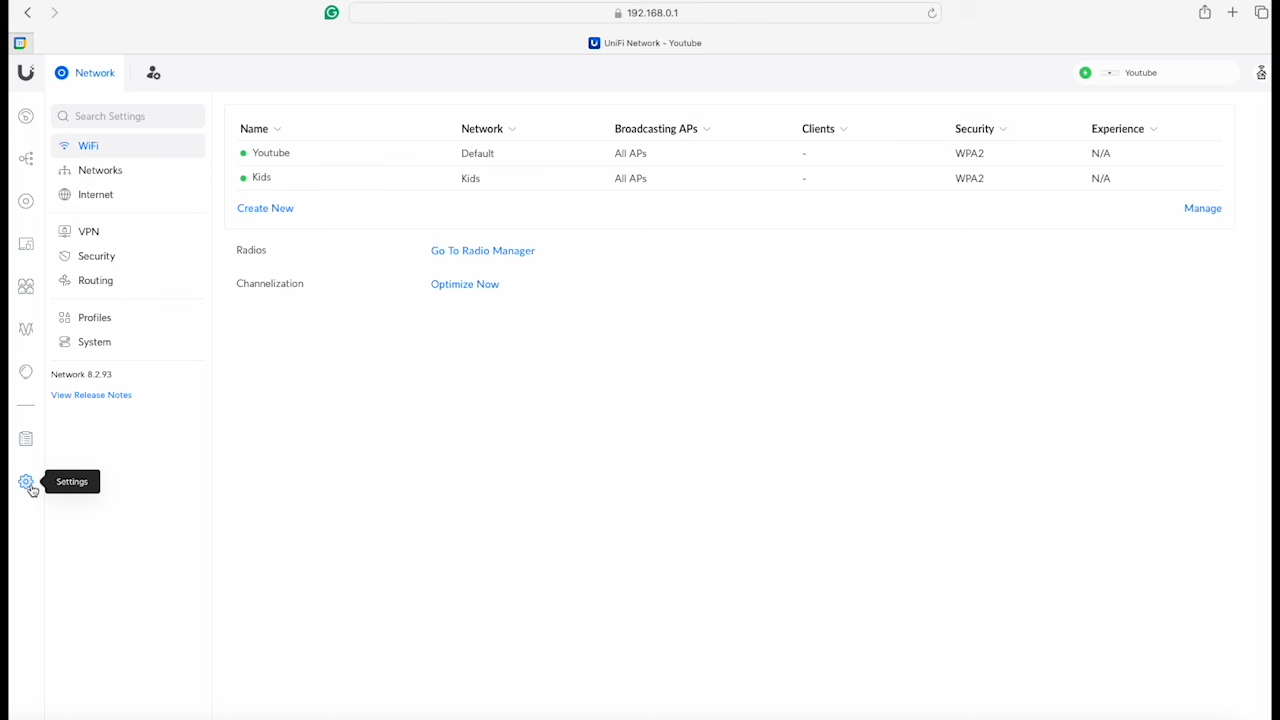 192.168.0.1
UniFi Network - Youtube
Network
Youtube
Search Settings
WiFi
Networks
Internet
VPN
Security
Routing
Profiles
System
Network 8.2.93
View Release Notes
Settings
Name Network Broadcasting APs Clients Security Experience
Youtube Default All APs - WPA2 N/A
Kids Kids All APs - WPA2 N/A
Create New Manage
Radios Go To Radio Manager
Channelization Optimize Now